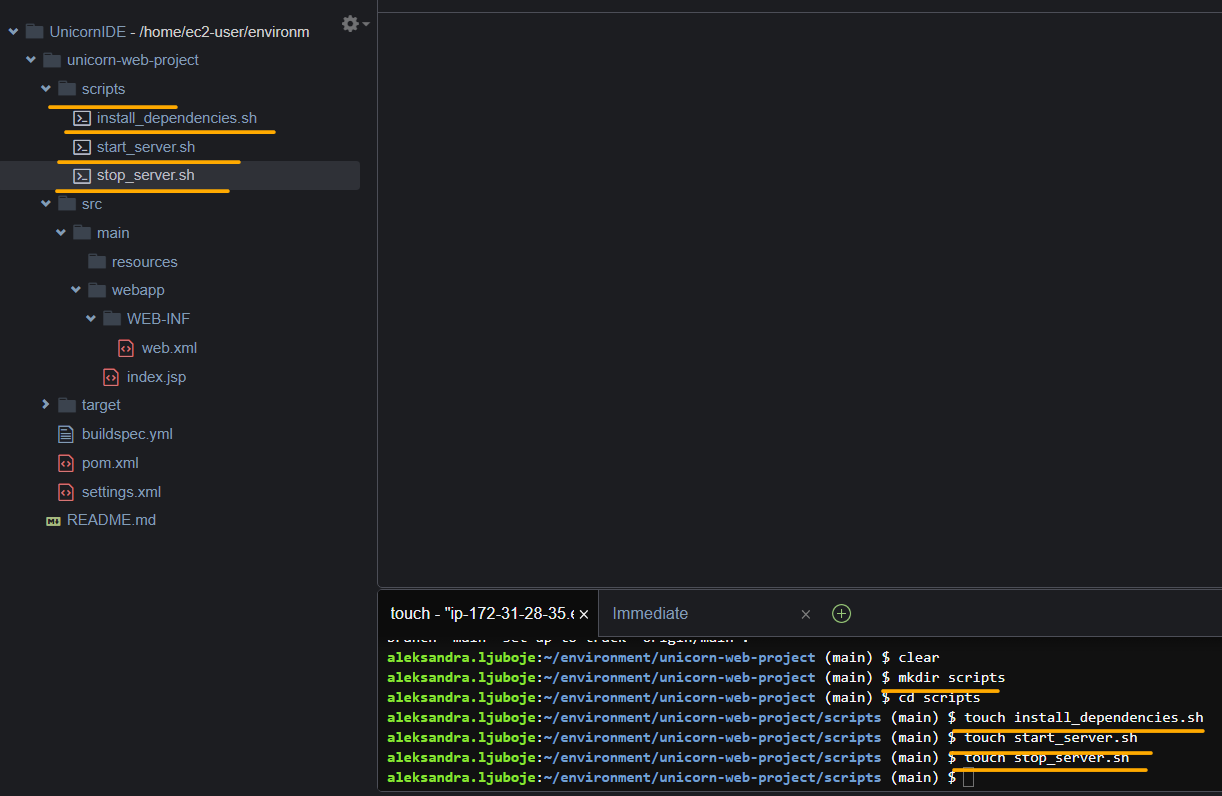 UnicornIDE - /home/ec2-user/environm
unicorn-web-project
scripts
install_dependencies.sh
start_server.sh
stop_server.sh
src
main
resources
webapp
WEB-INF
web.xml
index.jsp
target
buildspec.yml
pom.xml
settings.xml
README.md
touch - "ip-172-31-28-35.e
Immediate
aleksandra.ljuboje:~/environment/unicorn-web-project (main) $ clear
aleksandra.ljuboje:~/environment/unicorn-web-project (main) $ mkdir scripts
aleksandra.ljuboje:~/environment/unicorn-web-project (main) $ cd scripts
aleksandra.ljuboje:~/environment/unicorn-web-project/scripts (main) $ touch install_dependencies.sh
aleksandra.ljuboje:~/environment/unicorn-web-project/scripts (main) $ touch start_server.sh
aleksandra.ljuboje:~/environment/unicorn-web-project/scripts (main) $ touch stop_server.sh
aleksandra.ljuboje:~/environment/unicorn-web-project/scripts (main) $